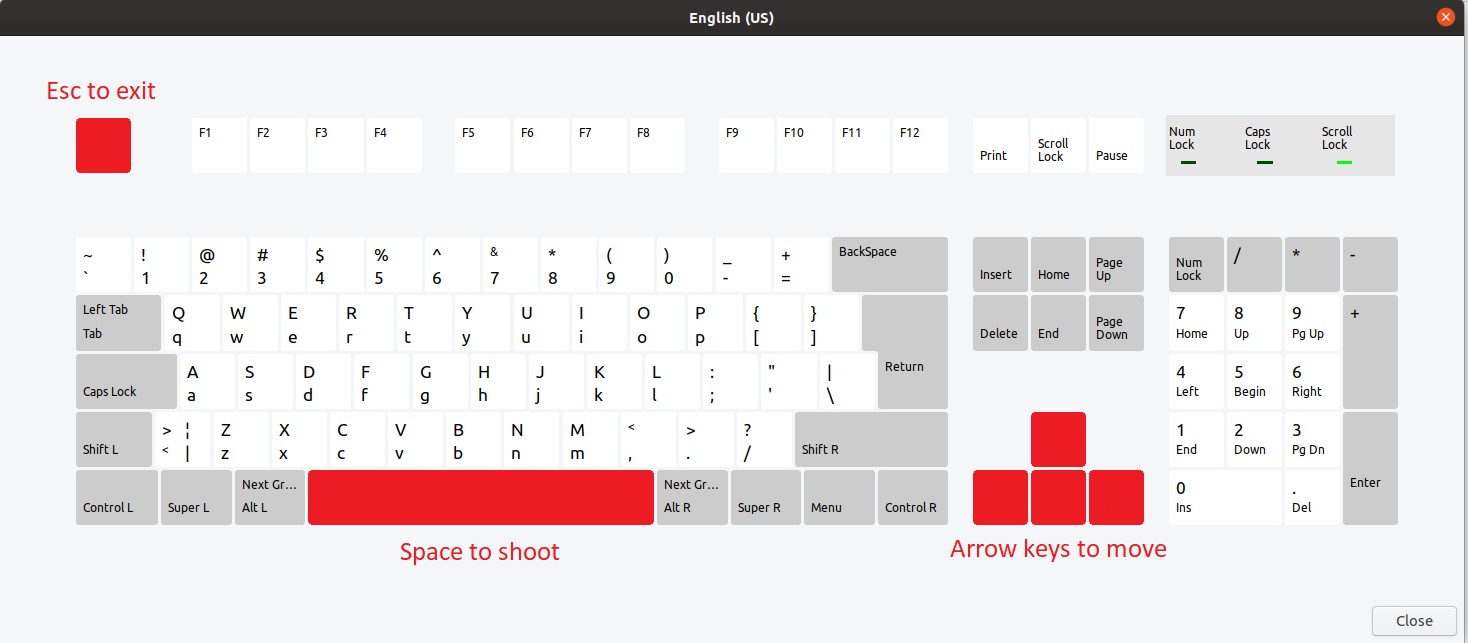 English (US)
Esc to exit
F1 F2 F3 F4 F5 F6 F7 F8 F9 F10 F11 F12
Print Scroll Lock Pause
Num Lock Caps Lock Scroll Lock
~ ! @ # $ % ^ & * ( ) _ + BackSpace
` 1 2 3 4 5 6 7 8 9 0 - =
Insert Home Page Up
Num Lock / * -
Left Tab Q W E R T Y U I O P { }
Tab q w e r t y u i o p [ ]
Delete End Page Down
7 8 9 +
Home Up Pg Up
Caps Lock A S D F G H J K L : " | Return
a s d f g h j k l ; ' \
4 5 6
Left Begin Right
Shift L > ¦ Z X C V B N M < > ? Shift R
< | z x c v b n m , . /
1 2 3
End Down Pg Dn
Control L Super L Next Gr... Alt L Next Gr... Alt R Super R Menu Control R
0 . Enter
Ins Del
Space to shoot
Arrow keys to move
Close